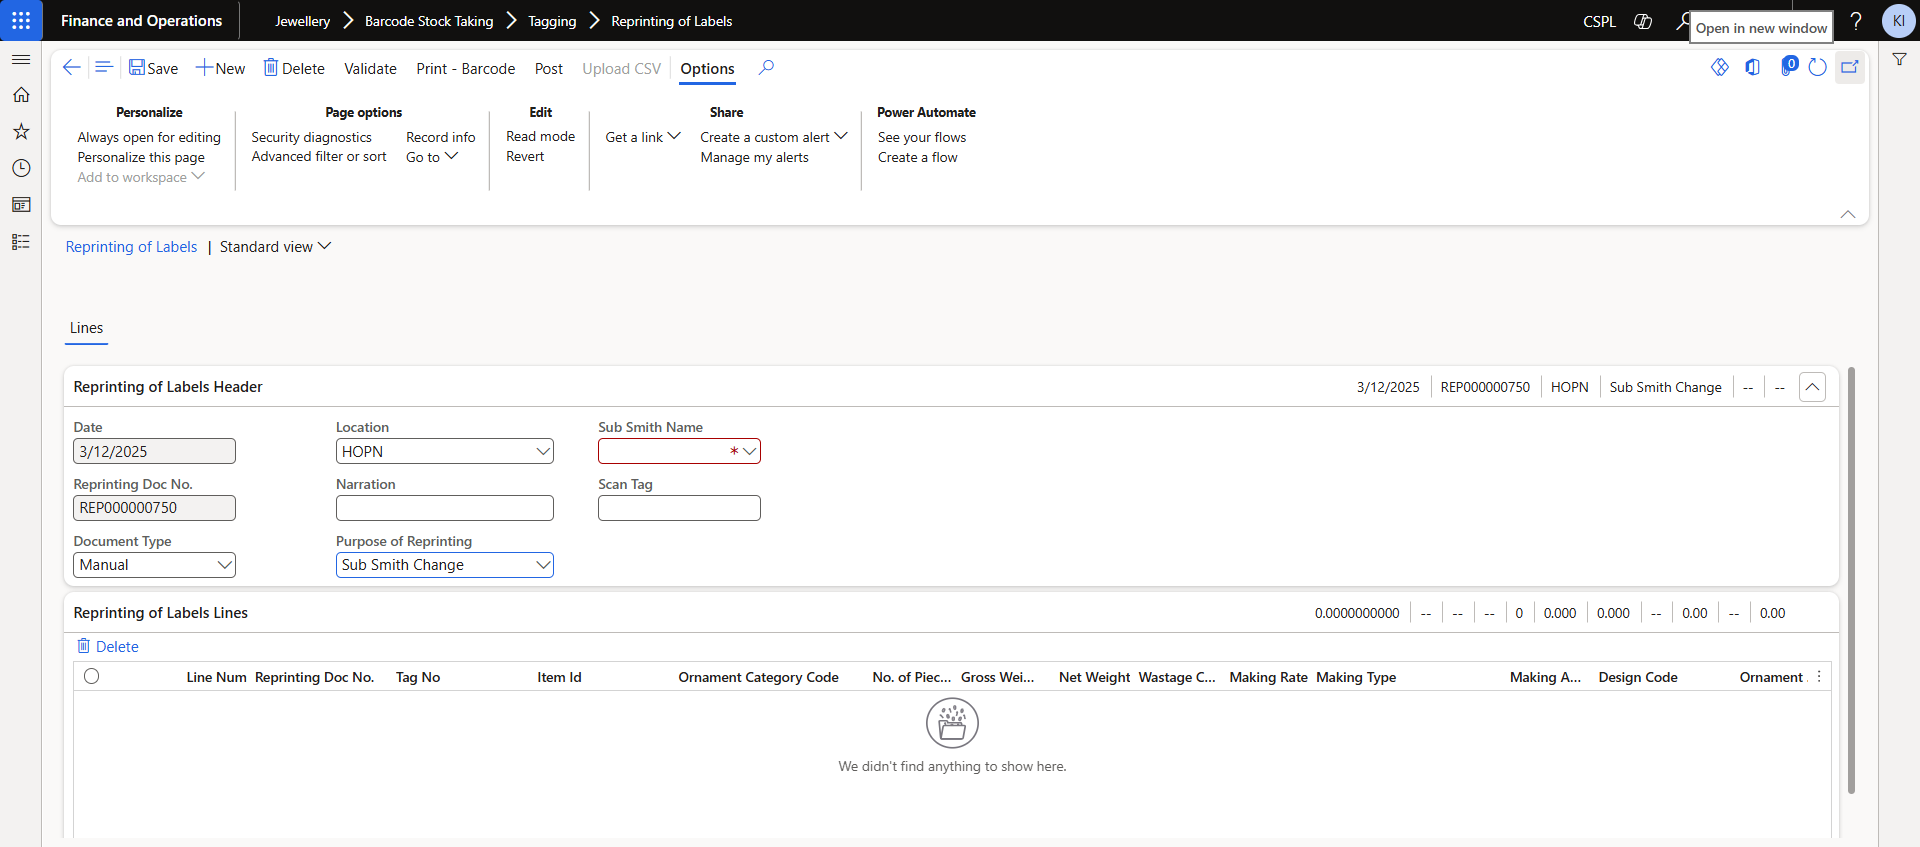 Finance and Operations
Jewellery
Barcode Stock Taking
Tagging
Reprinting of Labels
CSPL
Open in new window
?
KI
Save
New
Delete
Validate
Print - Barcode
Post
Upload CSV
Options
0
Personalize
Always open for editing
Personalize this page
Add to workspace
Page options
Security diagnostics
Record info
Advanced filter or sort
Go to
Edit
Read mode
Revert
Share
Get a link
Create a custom alert
Manage my alerts
Power Automate
See your flows
Create a flow
Reprinting of Labels | Standard view
Lines
Reprinting of Labels Header
3/12/2025
REP000000750
HOPN
Sub Smith Change
--
--
Date
3/12/2025
Location
HOPN
Sub Smith Name
*
Reprinting Doc No.
REP000000750
Narration
Scan Tag
Document Type
Manual
Purpose of Reprinting
Sub Smith Change
Reprinting of Labels Lines
0.0000000000
--
--
--
0
0.000
0.000
--
0.00
--
0.00
Delete
Line Num
Reprinting Doc No.
Tag No
Item Id
Ornament Category Code
No. of Piec...
Gross Wei...
Net Weight
Wastage C...
Making Rate
Making Type
Making A...
Design Code
Ornament
We didn't find anything to show here.